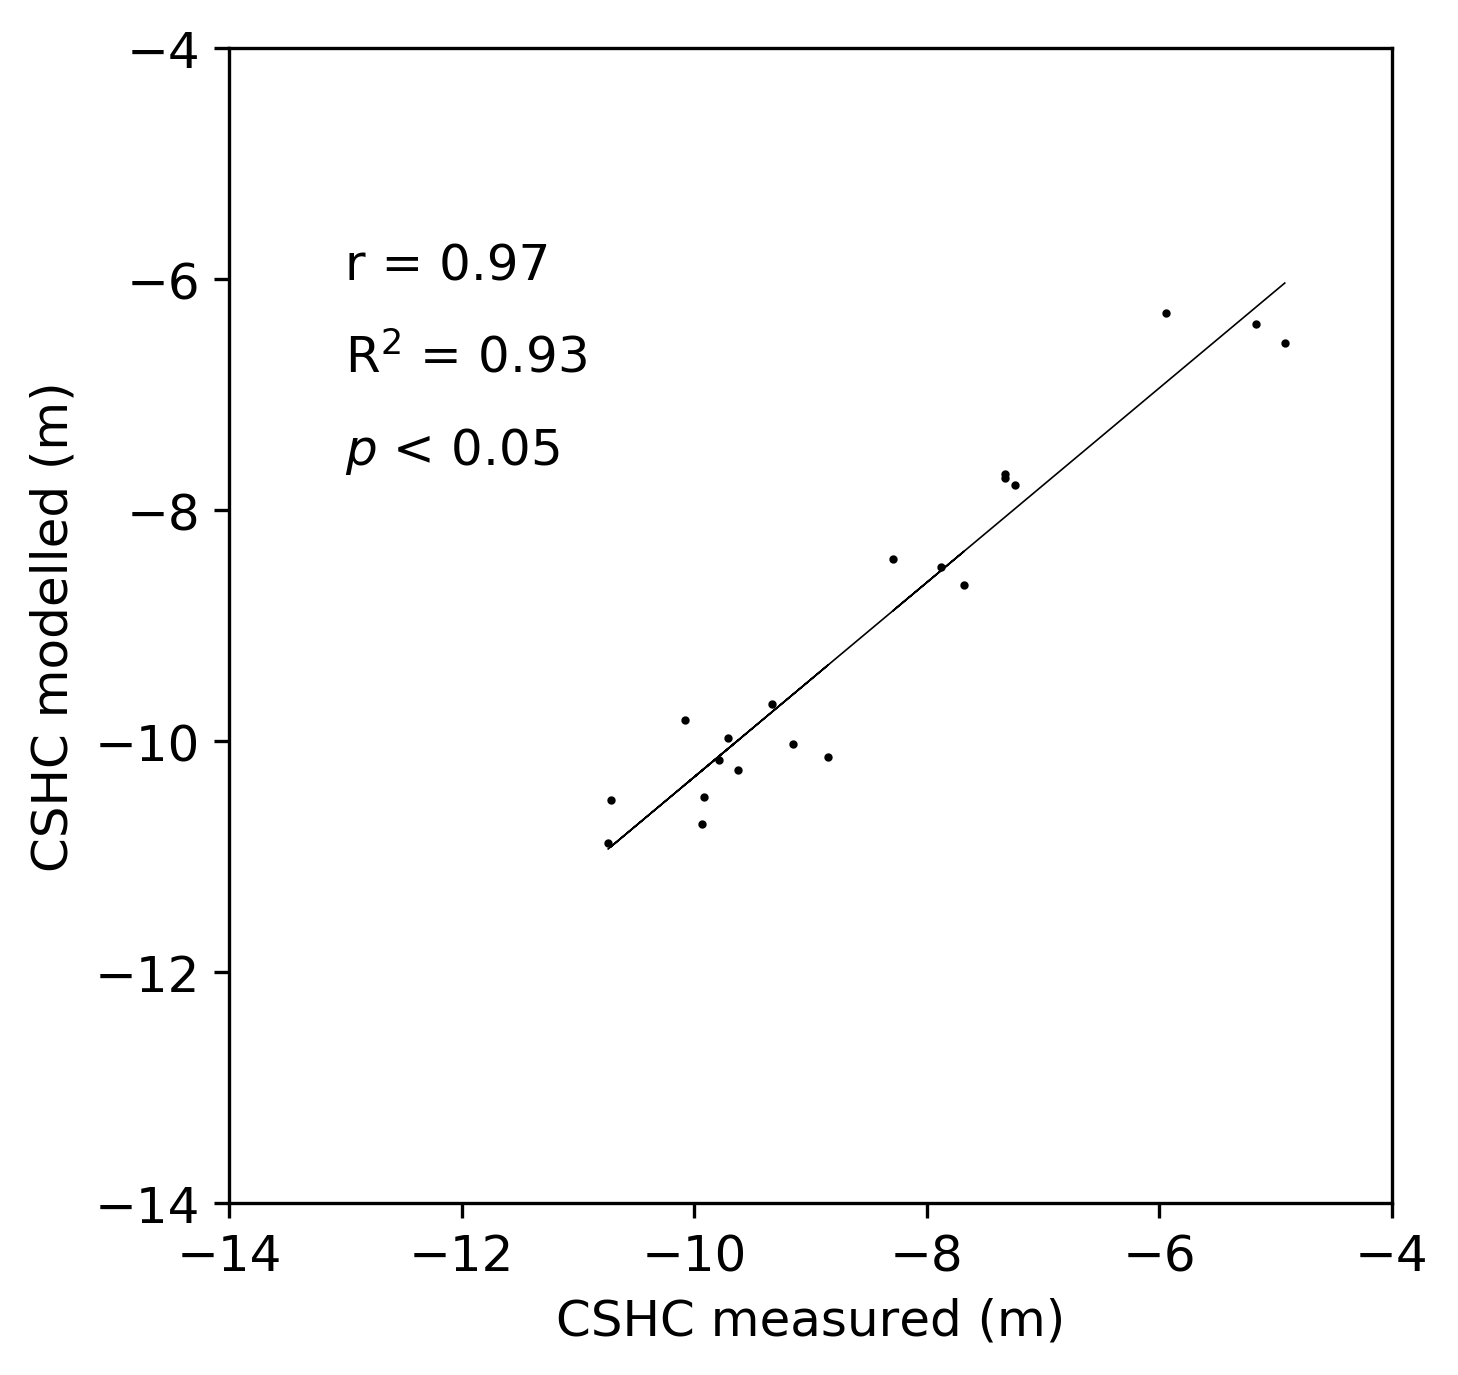 −4
−6
−8
−10
−12
−14
CSHC modelled (m)
r = 0.97
R² = 0.93
p < 0.05
−14 −12 −10 −8 −6 −4
CSHC measured (m)